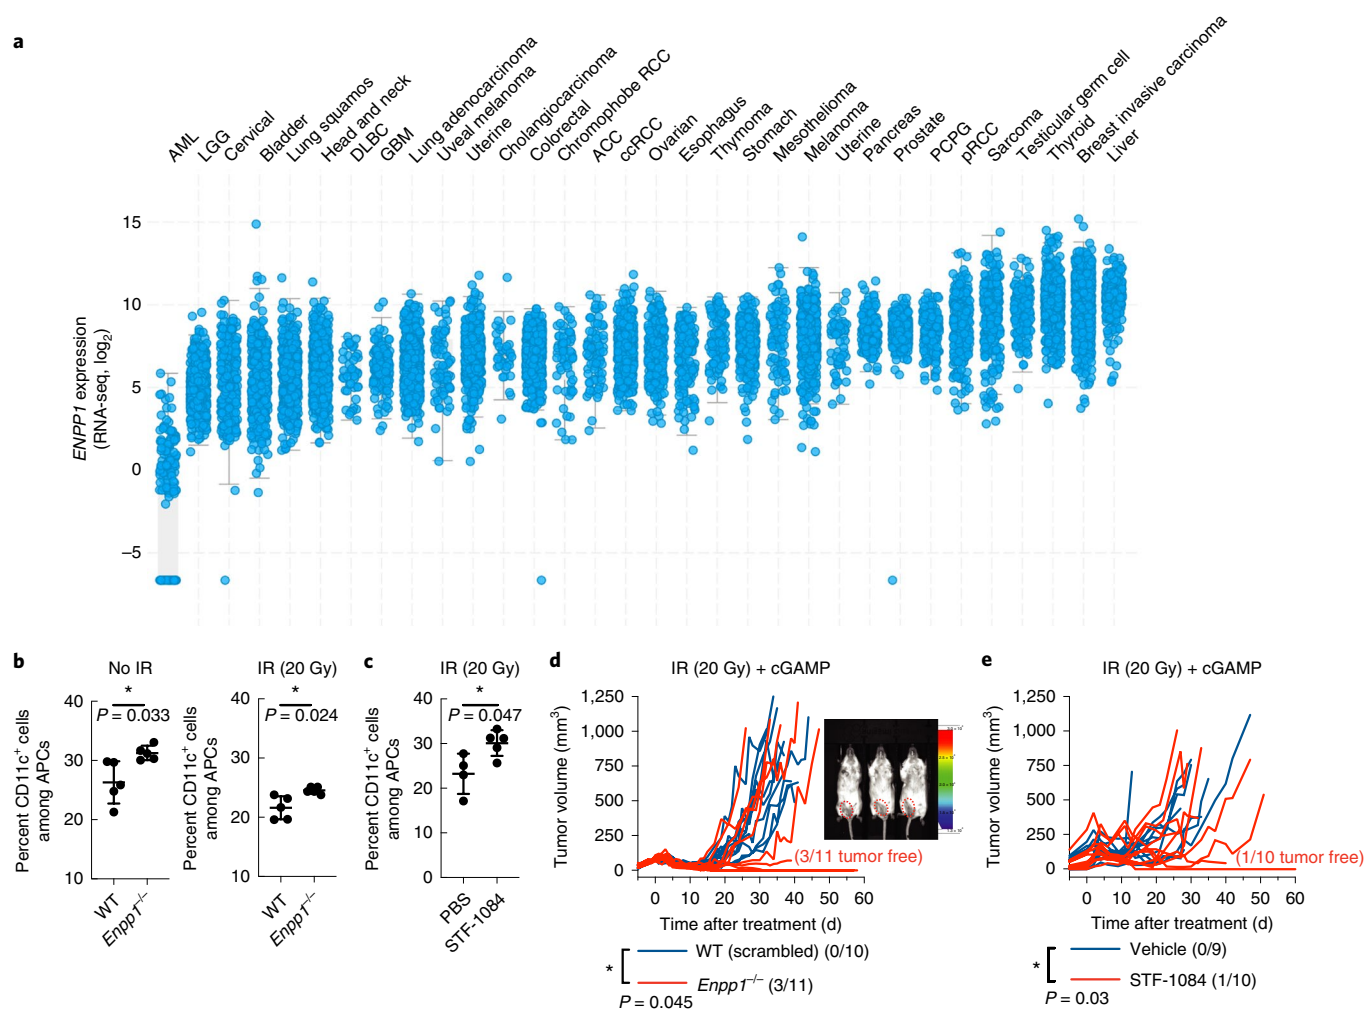 a
AML
LGG
Cervical
Bladder
Lung squamos
Head and neck
DLBC
GBM
Lung adenocarcinoma
Uveal melanoma
Uterine
Cholangiocarcinoma
Colorectal
Chromophobe RCC
ACC
ccRCC
Ovarian
Esophagus
Thymoma
Stomach
Mesothelioma
Melanoma
Uterine
Pancreas
Prostate
PCPG
pRCC
Sarcoma
Testicular germ cell
Thyroid
Breast invasive carcinoma
Liver
ENPP1 expression
(RNA-seq, log2)
15
10
5
0
–5
b
No IR
*
P = 0.033
Percent CD11c+ cells
among APCs
40
30
20
10
WT
Enpp1–/–
IR (20 Gy)
*
P = 0.024
Percent CD11c+ cells
among APCs
40
30
20
10
WT
Enpp1–/–
c
IR (20 Gy)
*
P = 0.047
Percent CD11c+ cells
among APCs
40
30
20
10
0
PBS
STF-1084
d
IR (20 Gy) + cGAMP
Tumor volume (mm3)
1,250
1,000
750
500
250
0
(3/11 tumor free)
0 10 20 30 40 50 60
Time after treatment (d)
* WT (scrambled) (0/10)
Enpp1–/– (3/11)
P = 0.045
e
IR (20 Gy) + cGAMP
Tumor volume (mm3)
1,250
1,000
750
500
250
0
(1/10 tumor free)
0 10 20 30 40 50 60
Time after treatment (d)
* Vehicle (0/9)
STF-1084 (1/10)
P = 0.03